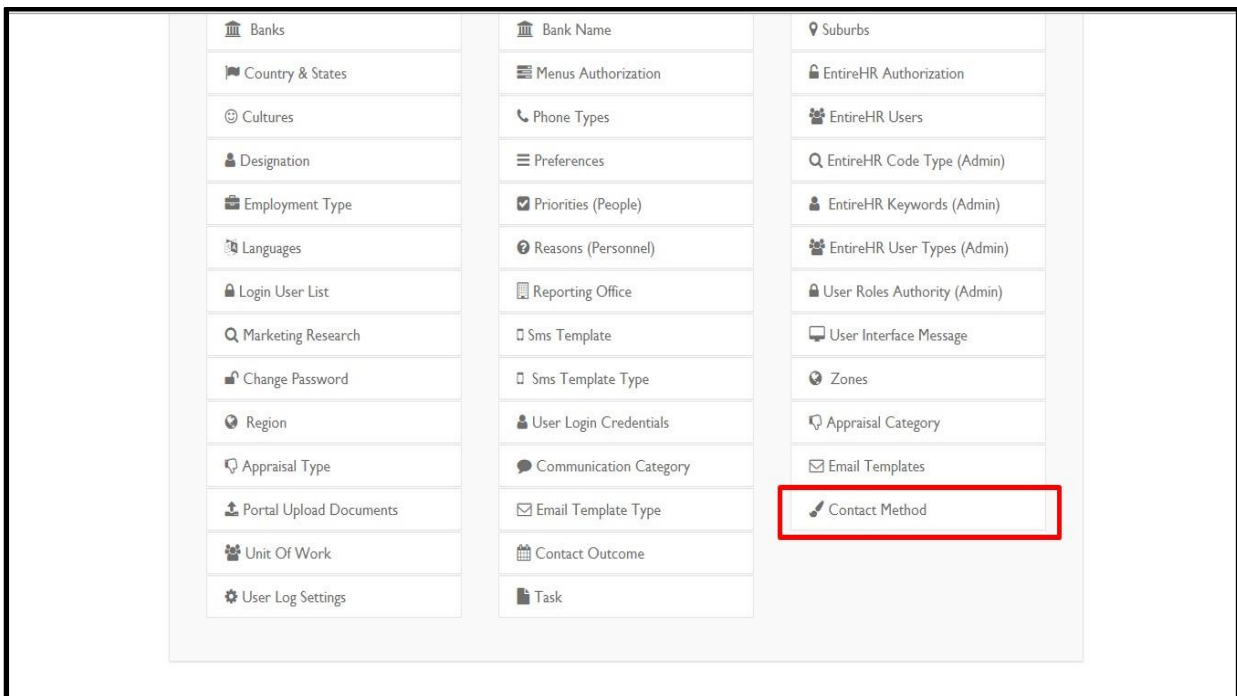 Banks
Country & States
Cultures
Designation
Employment Type
Languages
Login User List
Marketing Research
Change Password
Region
Appraisal Type
Portal Upload Documents
Unit Of Work
User Log Settings
Bank Name
Menus Authorization
Phone Types
Preferences
Priorities (People)
Reasons (Personnel)
Reporting Office
Sms Template
Sms Template Type
User Login Credentials
Communication Category
Email Template Type
Contact Outcome
Task
Suburbs
EntireHR Authorization
EntireHR Users
EntireHR Code Type (Admin)
EntireHR Keywords (Admin)
EntireHR User Types (Admin)
User Roles Authority (Admin)
User Interface Message
Zones
Appraisal Category
Email Templates
Contact Method